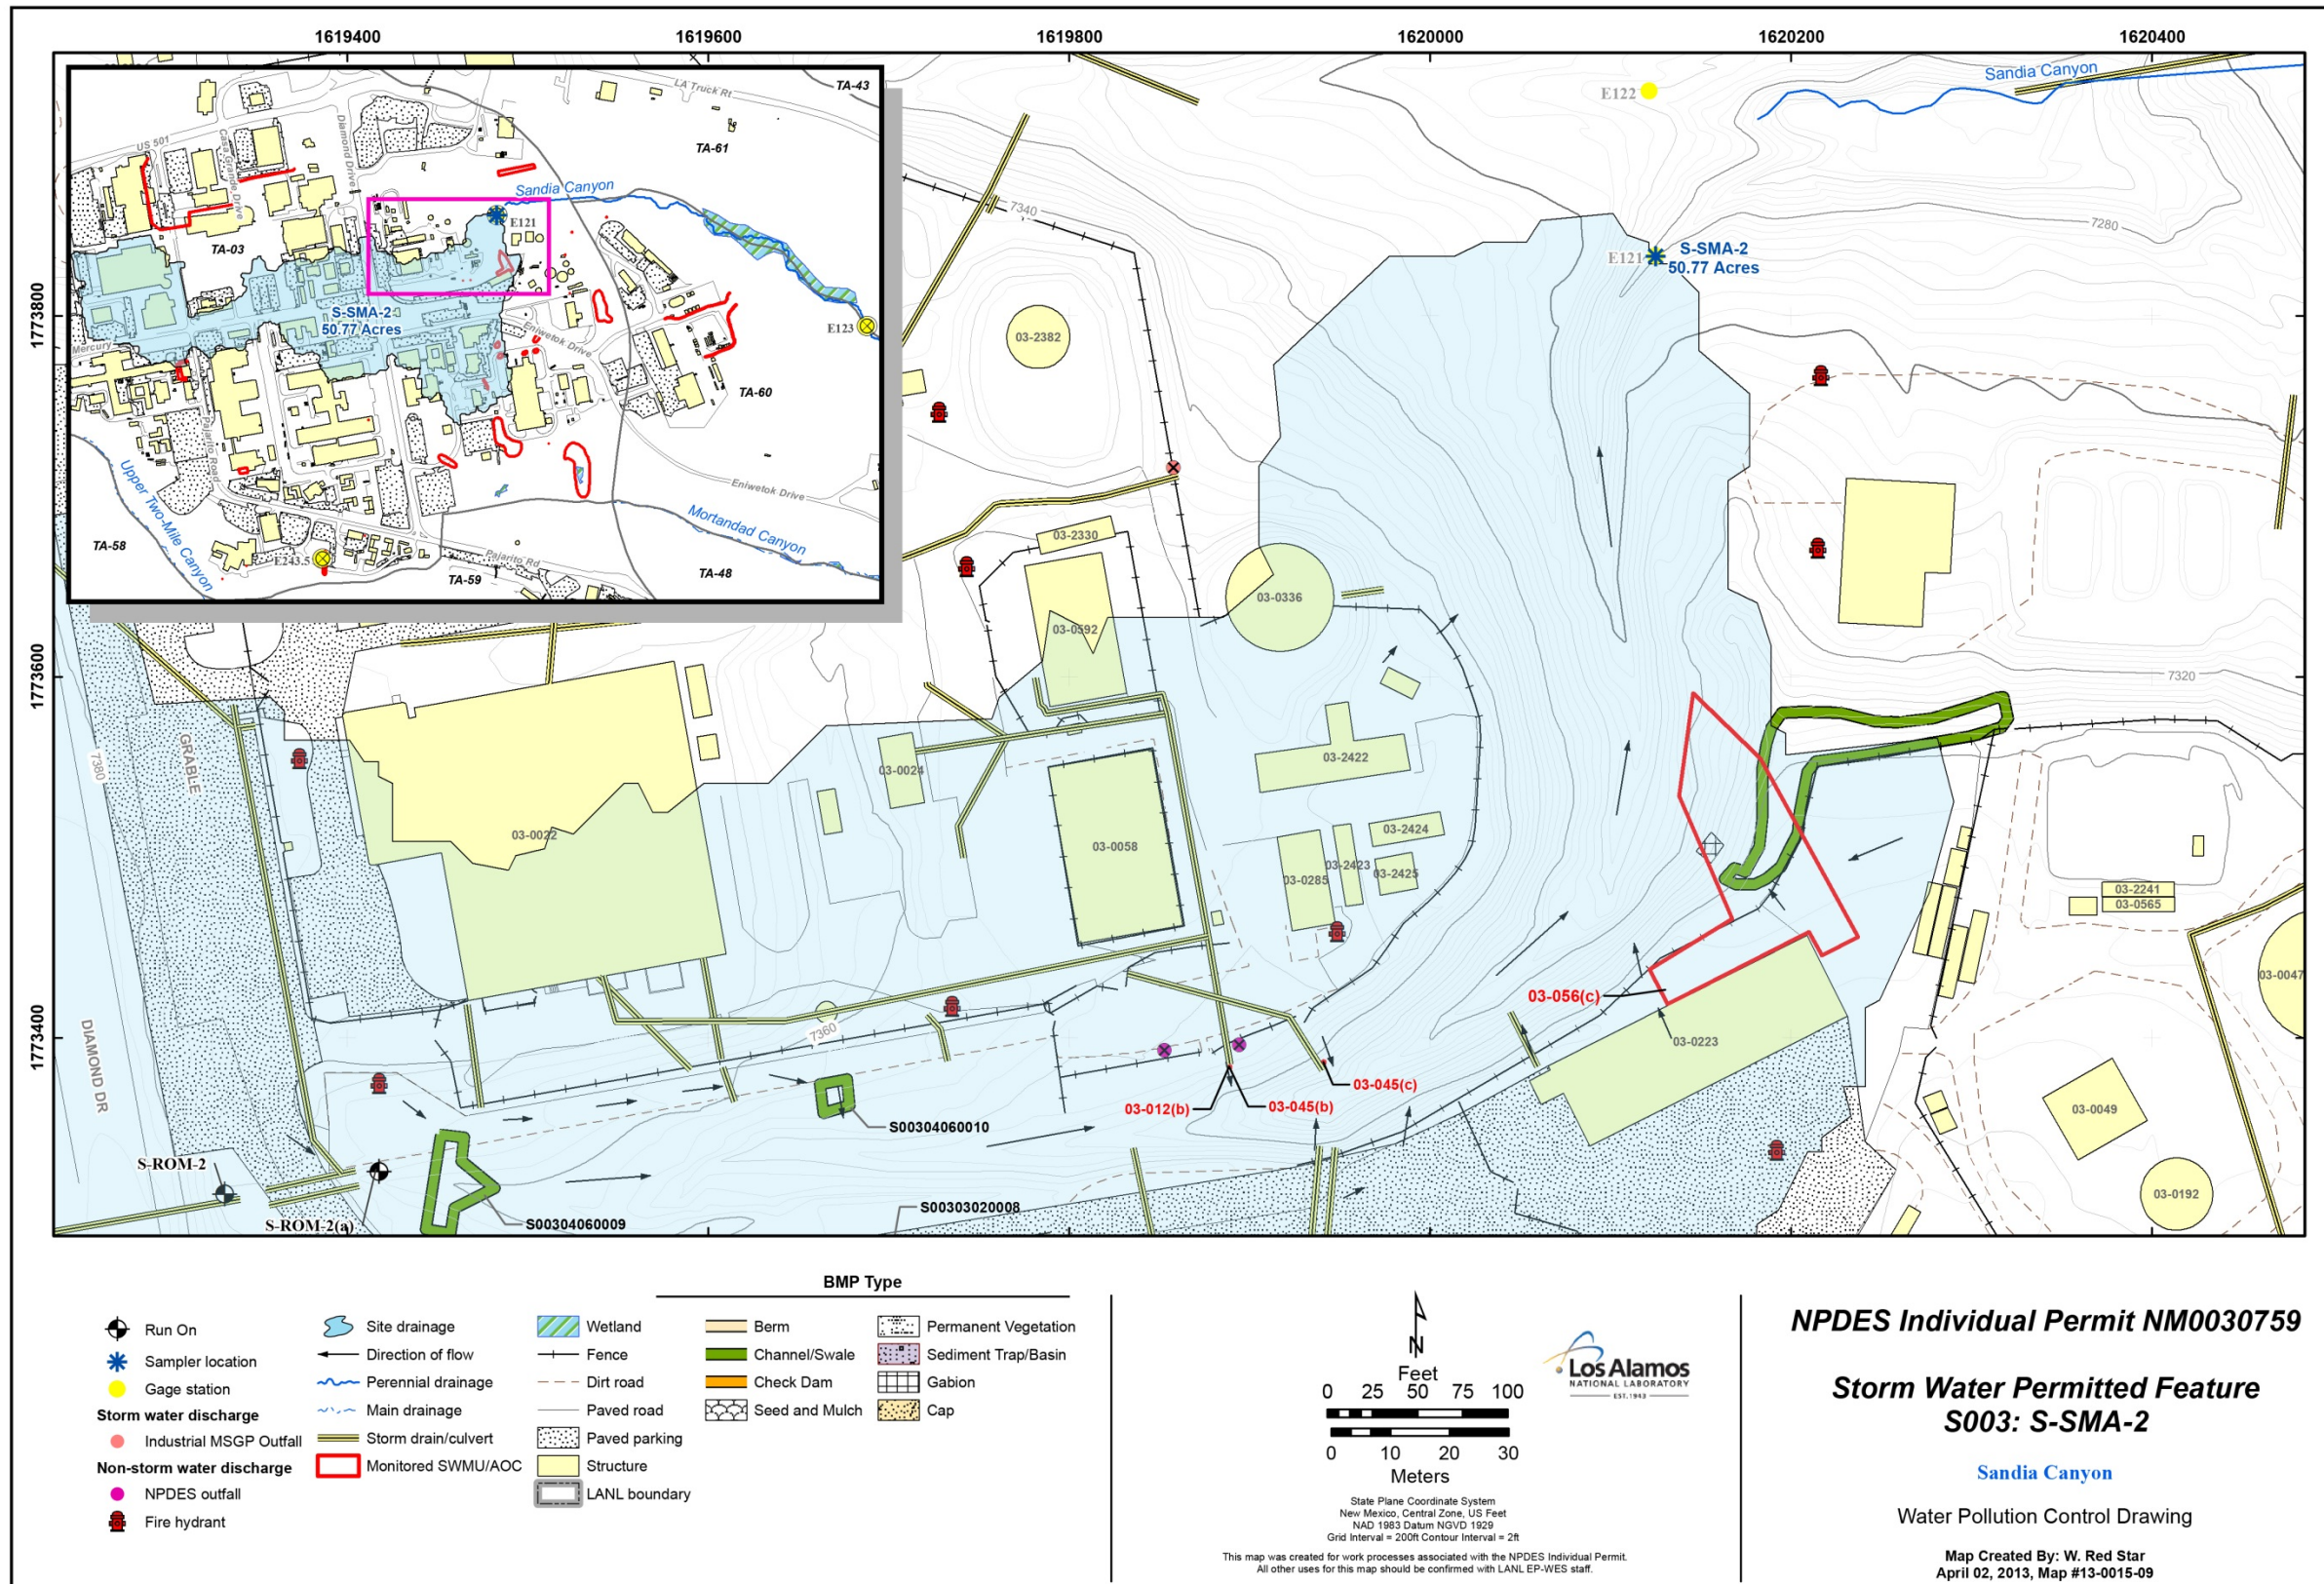 1619400
1619600
1619800
1620000
1620200
1620400
1773800
1773600
1773400
LA Truck Rt
TA-43
US 501
Casa Grande Drive
Diamond Drive
TA-61
Sandia Canyon
E121
TA-03
S-SMA-2
50.77 Acres
Mercury
Eniwetok Drive
E123
TA-60
Pajarito Road
Upper Two-Mile Canyon
Eniwetok Drive
Mortandad Canyon
TA-58
E243.5
Pajarito Rd
TA-59
TA-48
Sandia Canyon
E122
7340
7280
E121
S-SMA-2
50.77 Acres
03-2382
03-2330
03-0592
03-0336
7320
7380
GRABLE
03-0024
03-2422
03-0022
03-0058
03-2424
03-2423
03-2425
03-0285
03-2241
03-0565
03-0047
03-056(c)
03-0223
7360
DIAMOND DR
03-045(c)
03-012(b)
03-045(b)
03-0049
S00304060010
S-ROM-2
03-0192
S00303020008
S-ROM-2(a)
S00304060009
BMP Type
Run On
Sampler location
Gage station
Storm water discharge
Industrial MSGP Outfall
Non-storm water discharge
NPDES outfall
Fire hydrant
Site drainage
Direction of flow
Perennial drainage
Main drainage
Storm drain/culvert
Monitored SWMU/AOC
Wetland
Fence
Dirt road
Paved road
Paved parking
Structure
LANL boundary
Berm
Channel/Swale
Check Dam
Seed and Mulch
Permanent Vegetation
Sediment Trap/Basin
Gabion
Cap
N
Feet
0 25 50 75 100
0 10 20 30
Meters
Los Alamos
NATIONAL LABORATORY
EST. 1943
State Plane Coordinate System
New Mexico, Central Zone, US Feet
NAD 1983 Datum NGVD 1929
Grid Interval = 200ft Contour Interval = 2ft
This map was created for work processes associated with the NPDES Individual Permit.
All other uses for this map should be confirmed with LANL EP-WES staff.
NPDES Individual Permit NM0030759
Storm Water Permitted Feature
S003: S-SMA-2
Sandia Canyon
Water Pollution Control Drawing
Map Created By: W. Red Star
April 02, 2013, Map #13-0015-09